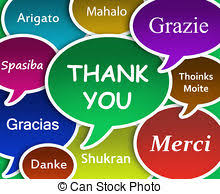 Arigato
Mahalo
Grazie
Spasiba
THANK
YOU
Thoinks
Moite
Gracias
Merci
Danke
Shukran
© Can Stock Photo